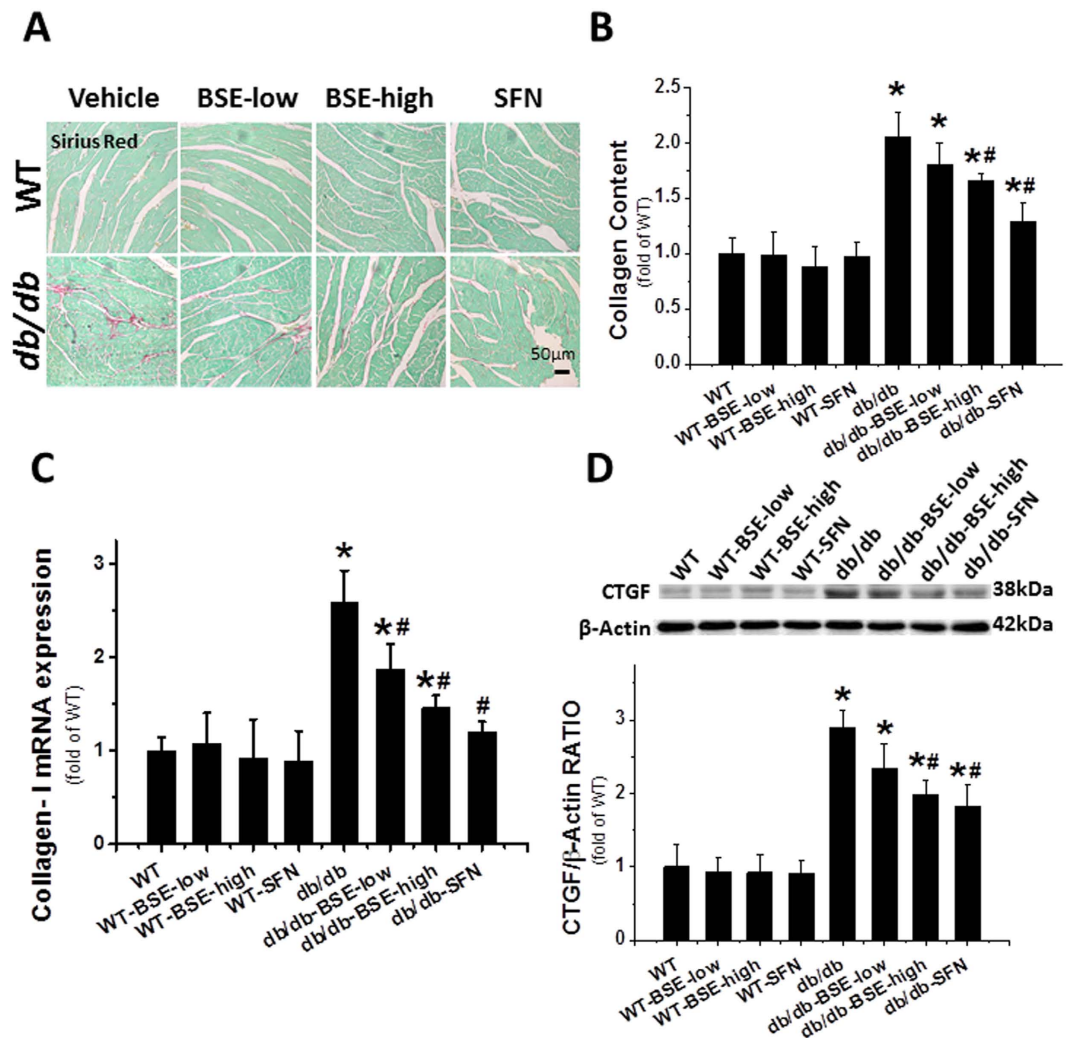 A
Vehicle BSE-low BSE-high SFN
Sirius Red
WT
db/db
50μm
B
Collagen Content
(fold of WT)
2.5
2.0
1.5
1.0
0.5
0.0
* * *# *#
WT WT-BSE-low WT-BSE-high WT-SFN db/db db/db-BSE-low db/db-BSE-high db/db-SFN
C
Collagen- I mRNA expression
(fold of WT)
3
2
1
0
* *# *# #
WT WT-BSE-low WT-BSE-high WT-SFN db/db db/db-BSE-low db/db-BSE-high db/db-SFN
D
WT WT-BSE-low WT-BSE-high WT-SFN db/db db/db-BSE-low db/db-BSE-high db/db-SFN
CTGF 38kDa
β-Actin 42kDa
CTGF/β-Actin RATIO
(fold of WT)
3
2
1
0
* * *# *#
WT WT-BSE-low WT-BSE-high WT-SFN db/db db/db-BSE-low db/db-BSE-high db/db-SFN